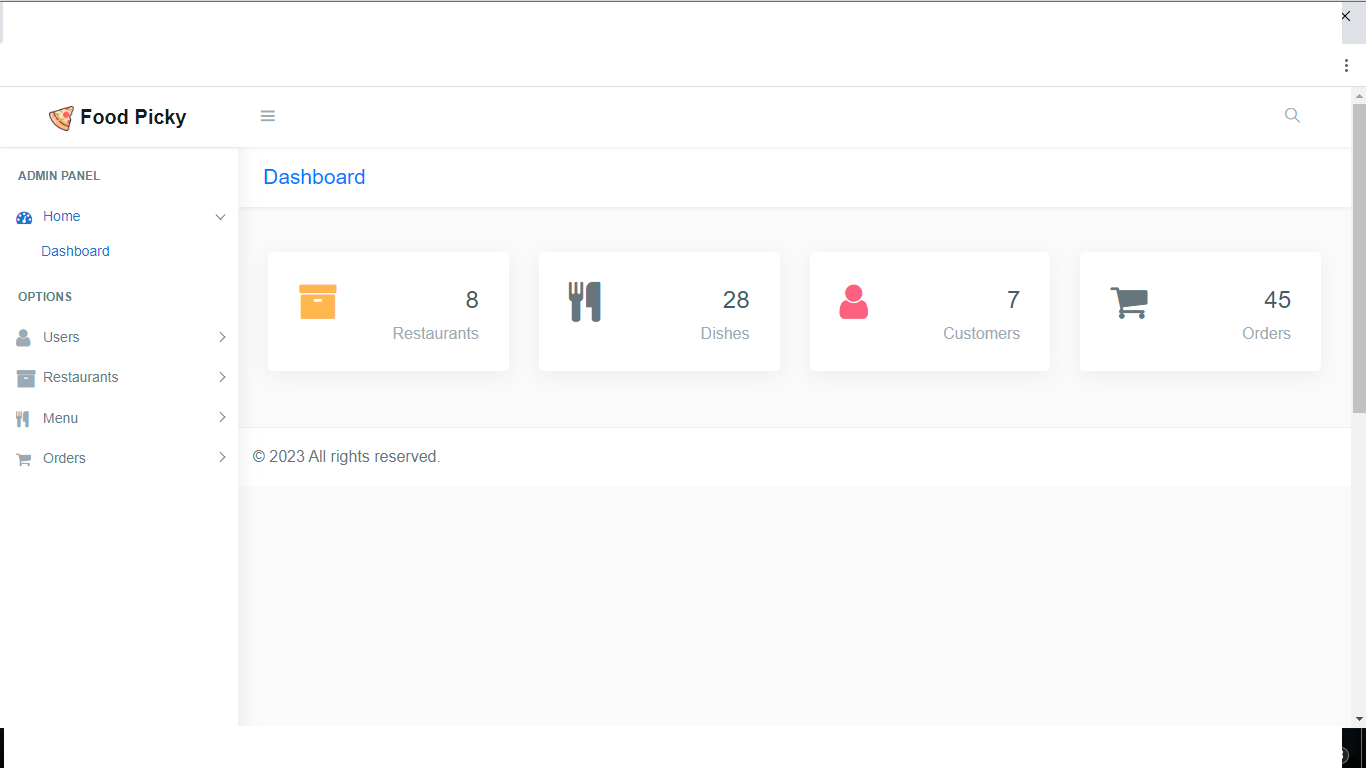 Food Picky
ADMIN PANEL
Dashboard
Home
Dashboard
OPTIONS
8
Restaurants
28
Dishes
7
Customers
45
Orders
Users
Restaurants
Menu
Orders
© 2023 All rights reserved.